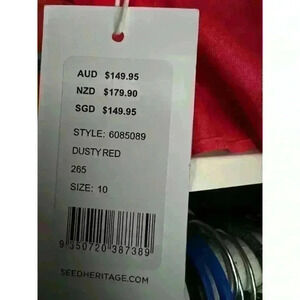 AUD $149.95
NZD $179.90
SGD $149.95
STYLE: 6085089
DUSTY RED
265
SIZE: 10
9 350720 387389
SEEDHERITAGE.COM